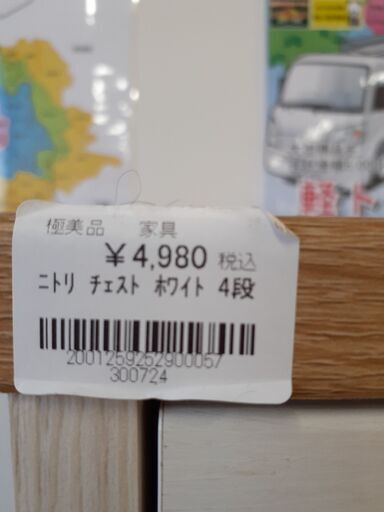 極美品 家具
￥4,980 税込
ニトリ チェスト ホワイト 4段
2001259252900057
300724